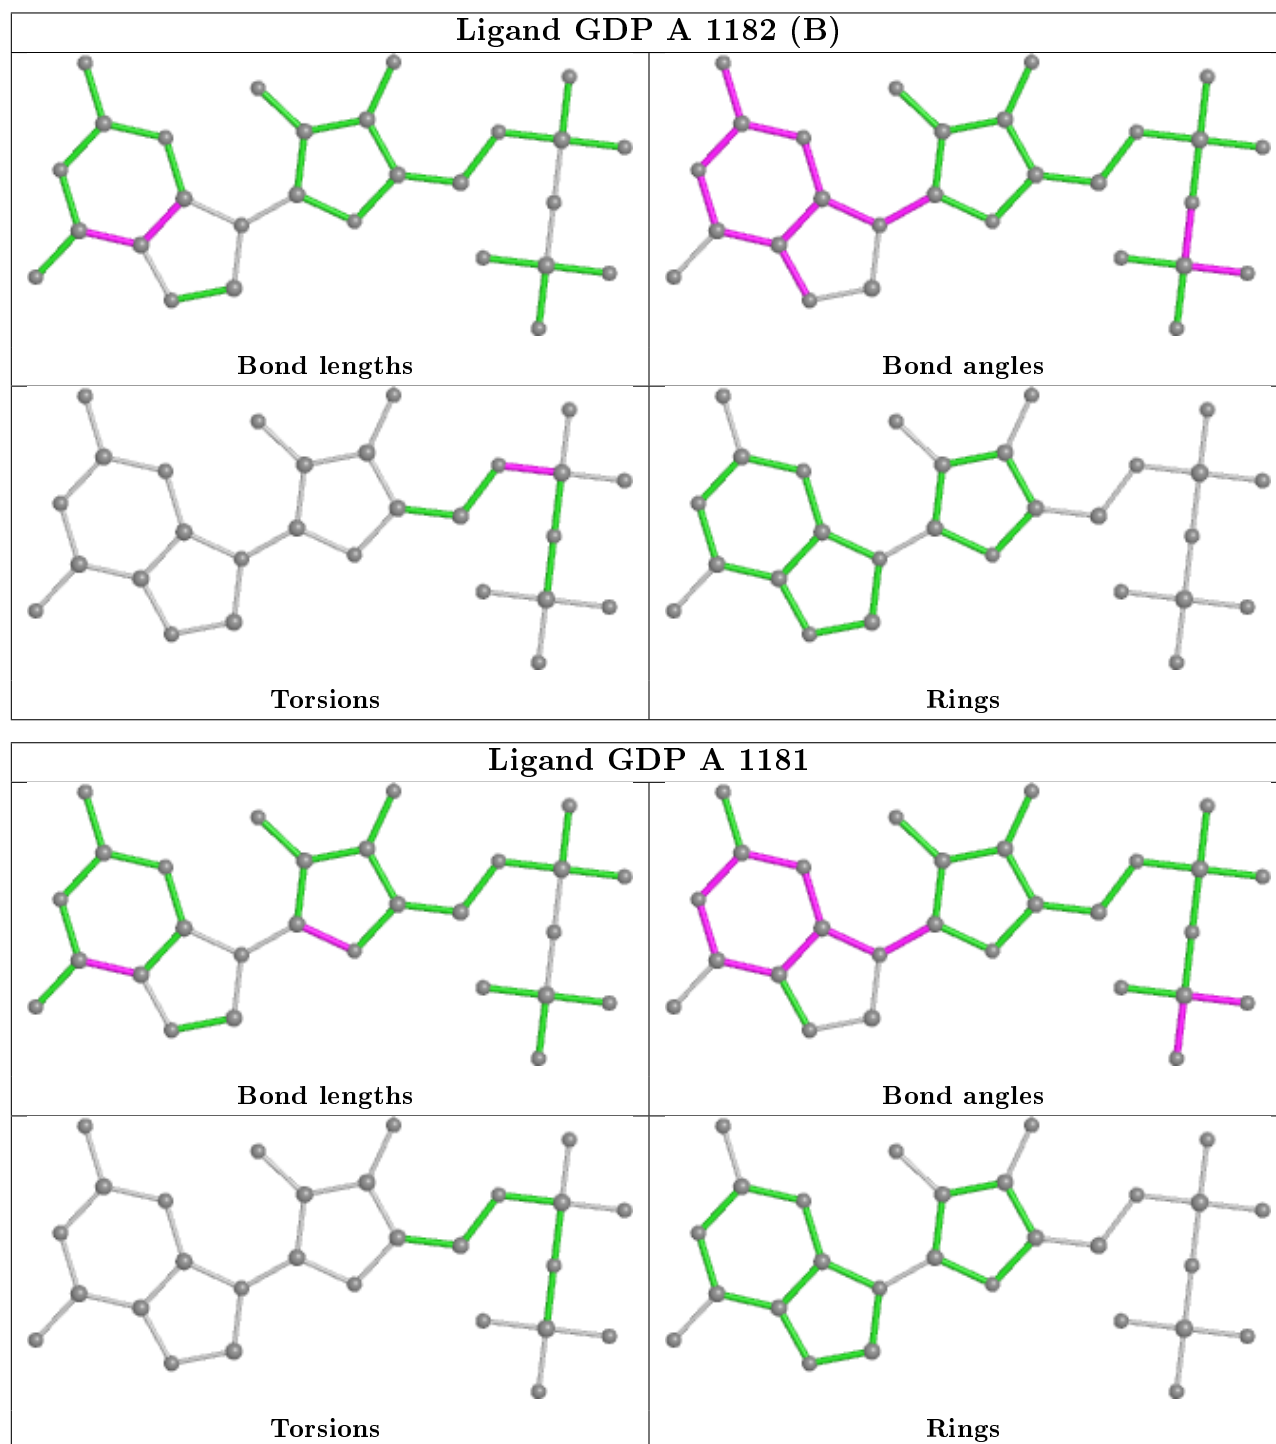 Ligand GDP A 1182 (B)
Bond lengths
Bond angles
Torsions
Rings
Ligand GDP A 1181
Bond lengths
Bond angles
Torsions
Rings